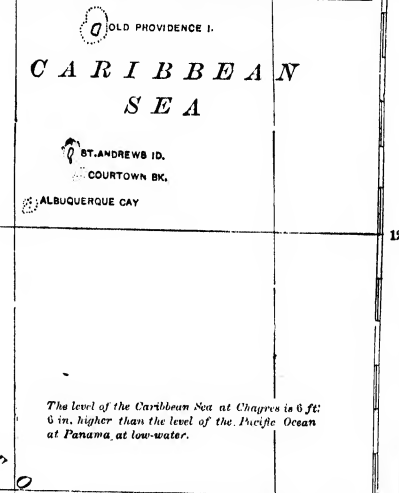 OLD PROVIDENCE I.
CARIBBEAN
SEA
ST. ANDREWS ID.
COURTOWN BK.
ALBUQUERQUE CAY
The level of the Caribbean Sea at Chagres is 6 ft:
6 in. higher than the level of the Pacific Ocean
at Panama, at low-water.
O